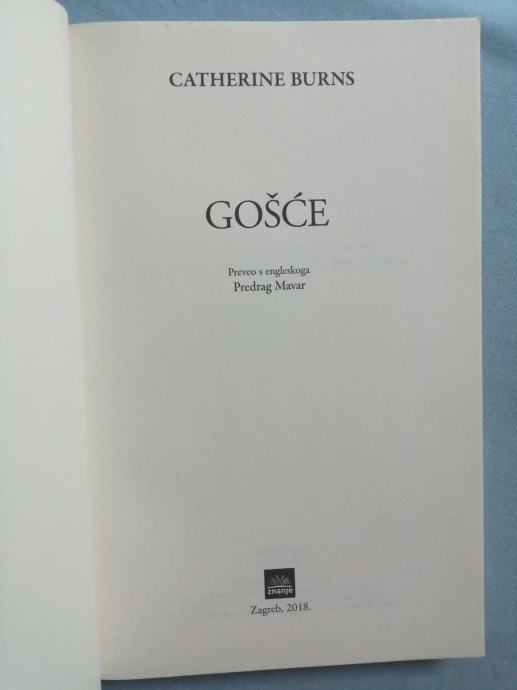 CATHERINE BURNS
GOŠĆE
Preveo s engleskoga
Predrag Mavar
znanje
Zagreb, 2018.